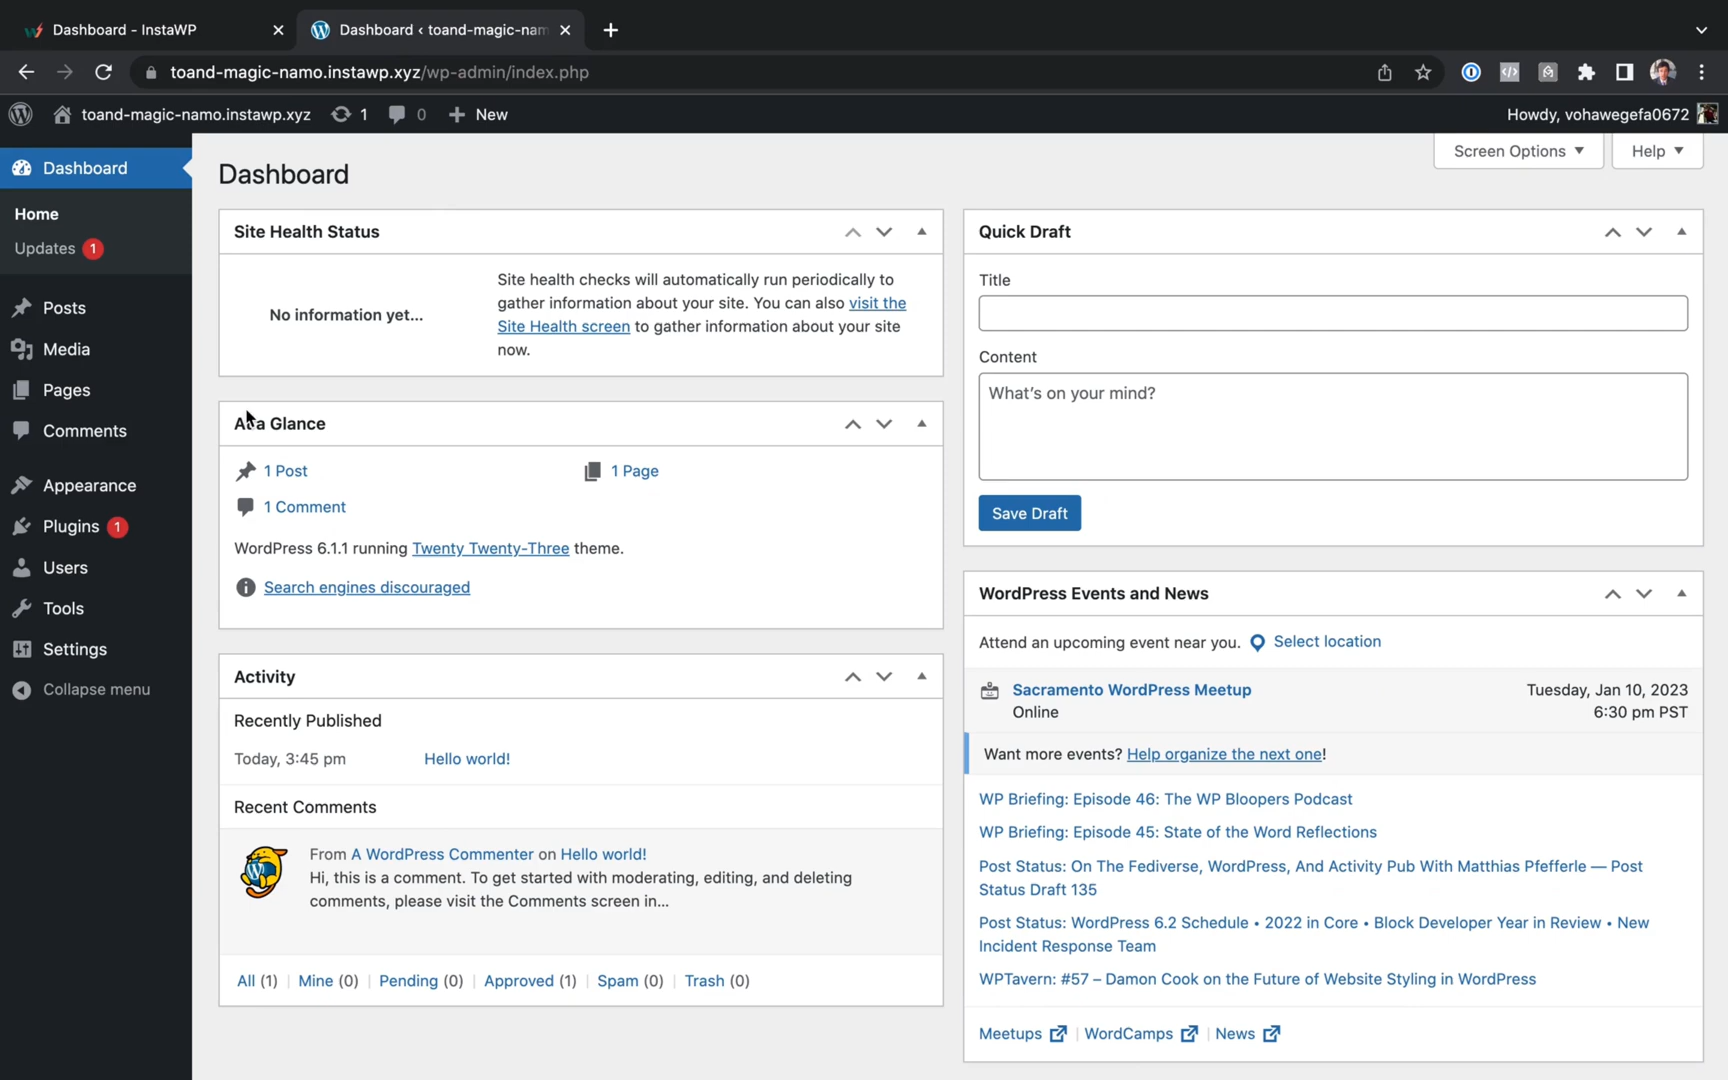 Dashboard - InstaWP
Dashboard ‹ toand-magic-nam
toand-magic-namo.instawp.xyz/wp-admin/index.php
toand-magic-namo.instawp.xyz 1 0 New
Howdy, vohawegefa0672
Dashboard
Home
Updates 1
Posts
Media
Pages
Comments
Appearance
Plugins 1
Users
Tools
Settings
Collapse menu
Screen Options
Help
Dashboard
Site Health Status
No information yet...
Site health checks will automatically run periodically to
gather information about your site. You can also visit the
Site Health screen to gather information about your site
now.
At a Glance
1 Post
1 Page
1 Comment
WordPress 6.1.1 running Twenty Twenty-Three theme.
Search engines discouraged
Activity
Recently Published
Today, 3:45 pm Hello world!
Recent Comments
From A WordPress Commenter on Hello world!
Hi, this is a comment. To get started with moderating, editing, and deleting
comments, please visit the Comments screen in...
All (1) | Mine (0) | Pending (0) | Approved (1) | Spam (0) | Trash (0)
Quick Draft
Title
Content
What's on your mind?
Save Draft
WordPress Events and News
Attend an upcoming event near you. Select location
Sacramento WordPress Meetup
Online
Tuesday, Jan 10, 2023
6:30 pm PST
Want more events? Help organize the next one!
WP Briefing: Episode 46: The WP Bloopers Podcast
WP Briefing: Episode 45: State of the Word Reflections
Post Status: On The Fediverse, WordPress, And Activity Pub With Matthias Pfefferle — Post
Status Draft 135
Post Status: WordPress 6.2 Schedule • 2022 in Core • Block Developer Year in Review • New
Incident Response Team
WPTavern: #57 – Damon Cook on the Future of Website Styling in WordPress
Meetups | WordCamps | News